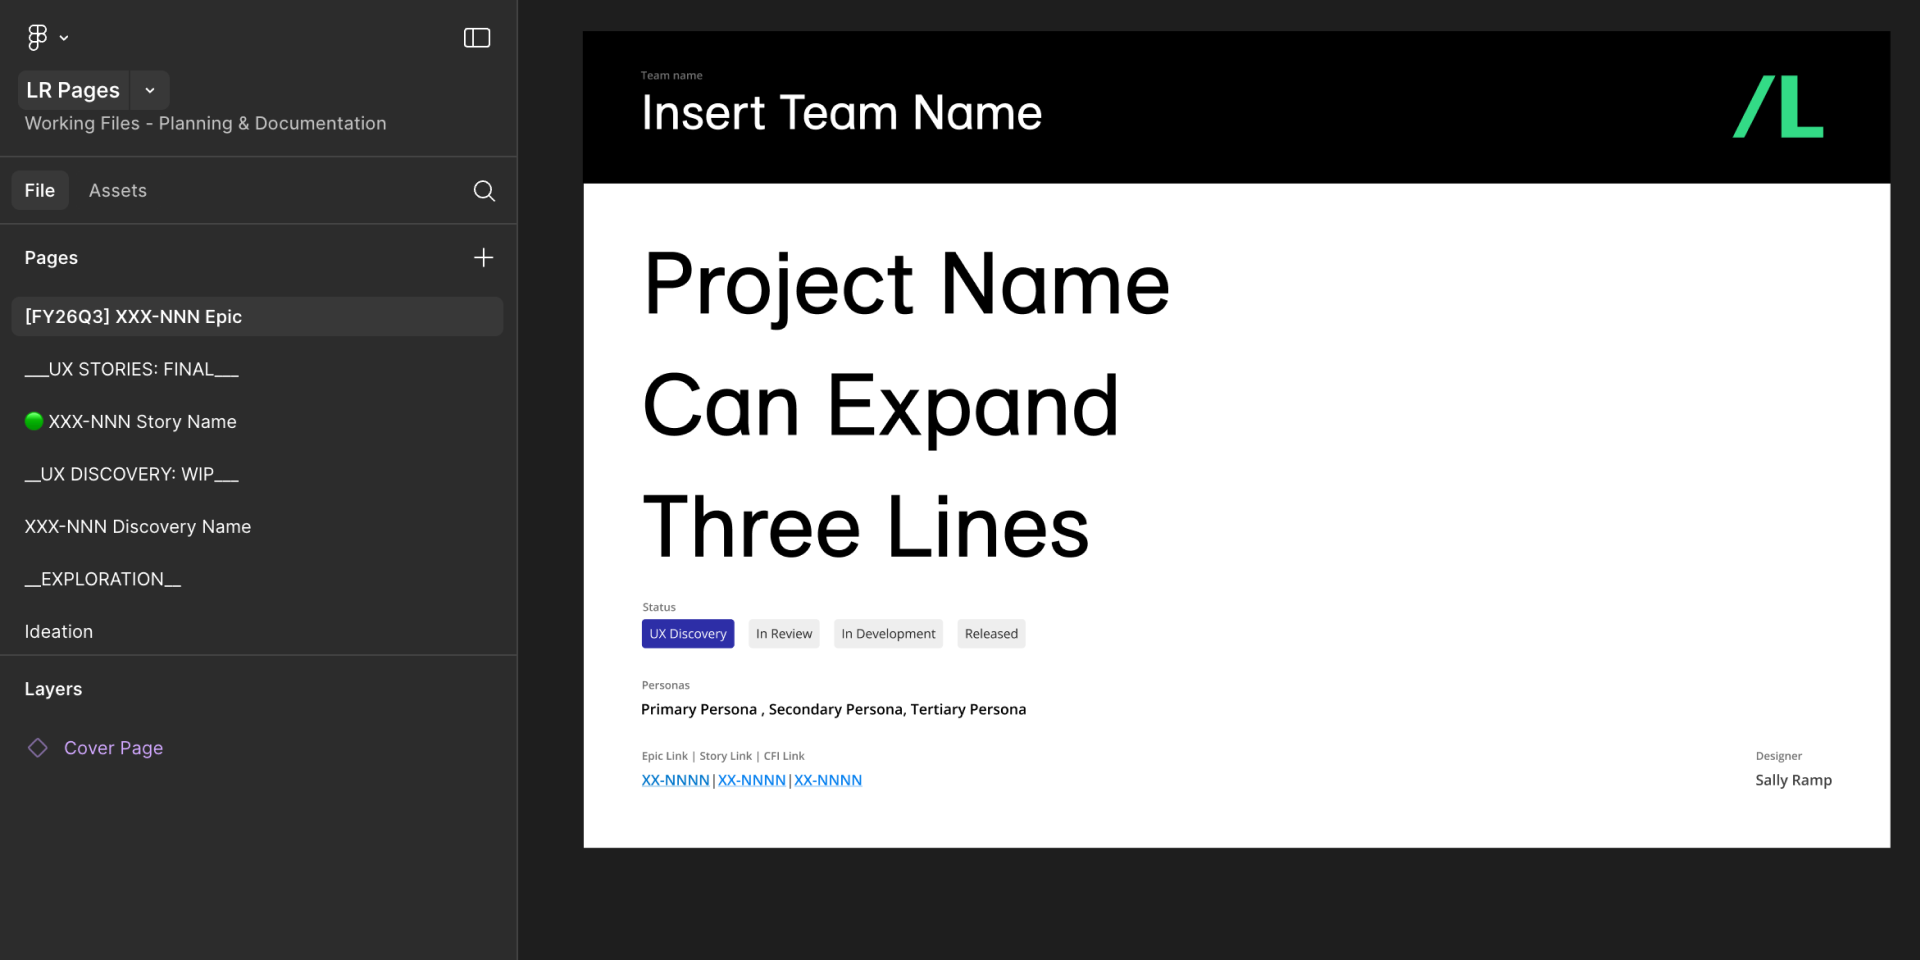 LR Pages
Working Files - Planning & Documentation
File Assets
Pages
[FY26Q3] XXX-NNN Epic
___UX STORIES: FINAL___
XXX-NNN Story Name
__UX DISCOVERY: WIP___
XXX-NNN Discovery Name
__EXPLORATION__
Ideation
Layers
Cover Page
Team name
Insert Team Name
/L
Project Name
Can Expand
Three Lines
Status
UX Discovery In Review In Development Released
Personas
Primary Persona , Secondary Persona, Tertiary Persona
Epic Link | Story Link | CFI Link
XX-NNNN|XX-NNNN|XX-NNNN
Designer
Sally Ramp